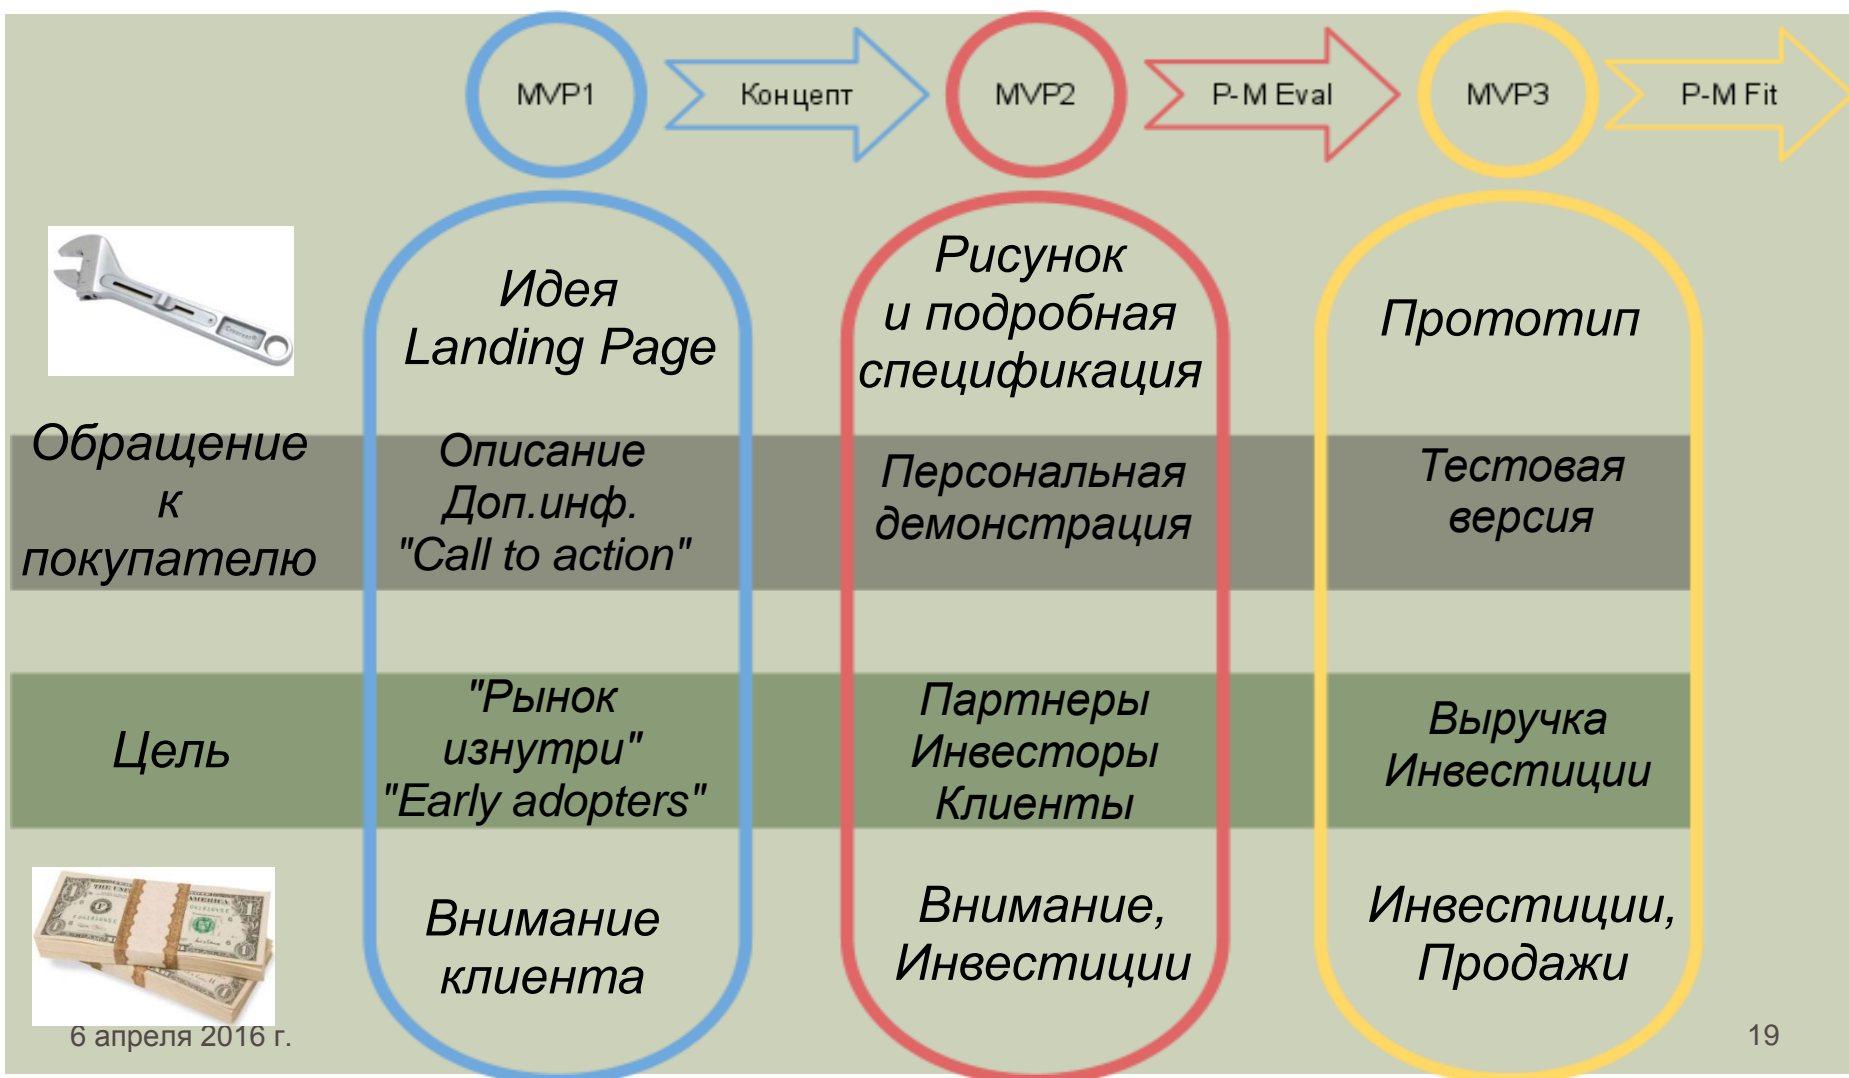 MVP1
Концепт
MVP2
P-M Eval
MVP3
P-M Fit
Идея
Landing Page
Рисунок
и подробная
спецификация
Прототип
Обращение
к
покупателю
Описание
Доп.инф.
"Call to action"
Персональная
демонстрация
Тестовая
версия
Цель
"Рынок
изнутри"
"Early adopters"
Партнеры
Инвесторы
Клиенты
Выручка
Инвестиции
Внимание
клиента
Внимание,
Инвестиции
Инвестиции,
Продажи
6 апреля 2016 г.
19